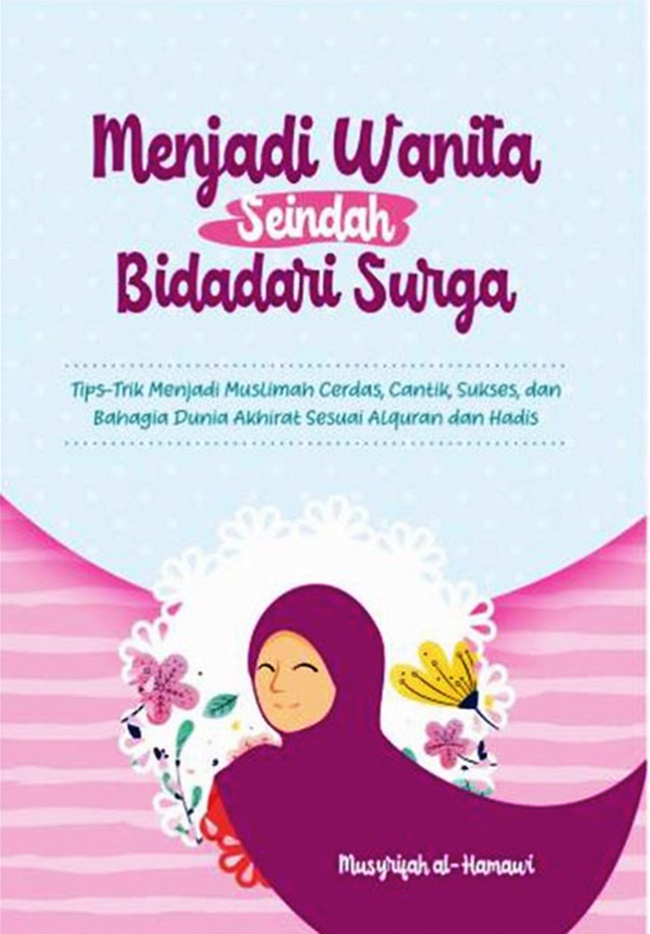 Menjadi Wanita
Seindah
Bidadari Surga
Tips-Trik Menjadi Muslimah Cerdas, Cantik, Sukses, dan
Bahagia Dunia Akhirat Sesuai Alquran dan Hadis
Musyrifah al-Hamawi